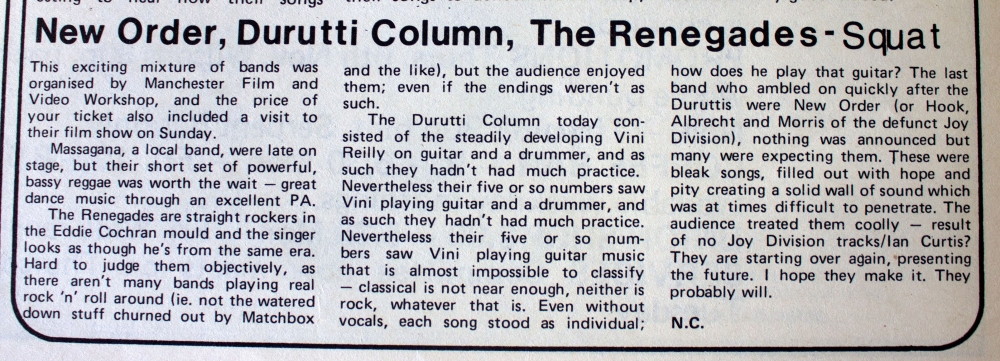 New Order, Durutti Column, The Renegades - Squat
This exciting mixture of bands was
organised by Manchester Film and
Video Workshop, and the price of
your ticket also included a visit to
their film show on Sunday.
Massagana, a local band, were late on
stage, but their short set of powerful,
bassy reggae was worth the wait — great
dance music through an excellent PA.
The Renegades are straight rockers in
the Eddie Cochran mould and the singer
looks as though he's from the same era.
Hard to judge them objectively, as
there aren't many bands playing real
rock 'n' roll around (ie. not the watered
down stuff churned out by Matchbox
and the like), but the audience enjoyed
them; even if the endings weren't as
such.
The Durutti Column today con-
sisted of the steadily developing Vini
Reilly on guitar and a drummer, and as
such they hadn't had much practice.
Nevertheless their five or so numbers saw
Vini playing guitar and a drummer, and
as such they hadn't had much practice.
Nevertheless their five or so num-
bers saw Vini playing guitar music
that is almost impossible to classify
— classical is not near enough, neither is
rock, whatever that is. Even without
vocals, each song stood as individual;
how does he play that guitar? The last
band who ambled on quickly after the
Duruttis were New Order (or Hook,
Albrecht and Morris of the defunct Joy
Division), nothing was announced but
many were expecting them. These were
bleak songs, filled out with hope and
pity creating a solid wall of sound which
was at times difficult to penetrate. The
audience treated them coolly — result
of no Joy Division tracks/Ian Curtis?
They are starting over again, presenting
the future. I hope they make it. They
probably will.
N.C.